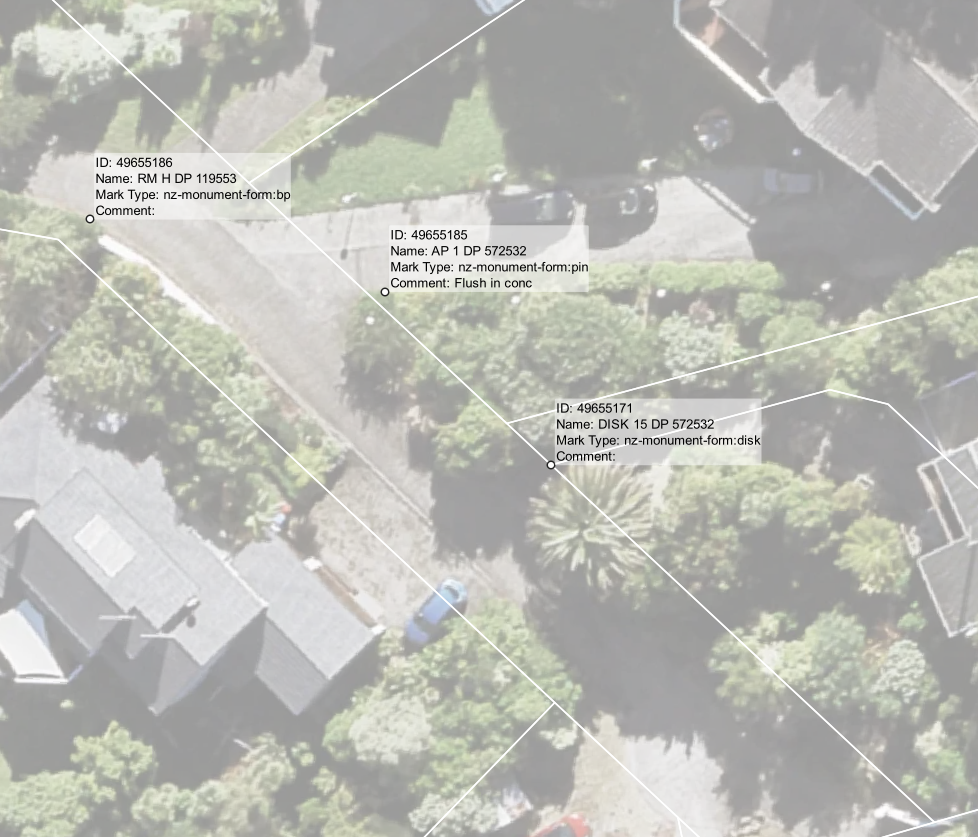 ID: 49655186
Name: RM H DP 119553
Mark Type: nz-monument-form:bp
Comment:
ID: 49655185
Name: AP 1 DP 572532
Mark Type: nz-monument-form:pin
Comment: Flush in conc
ID: 49655171
Name: DISK 15 DP 572532
Mark Type: nz-monument-form:disk
Comment: